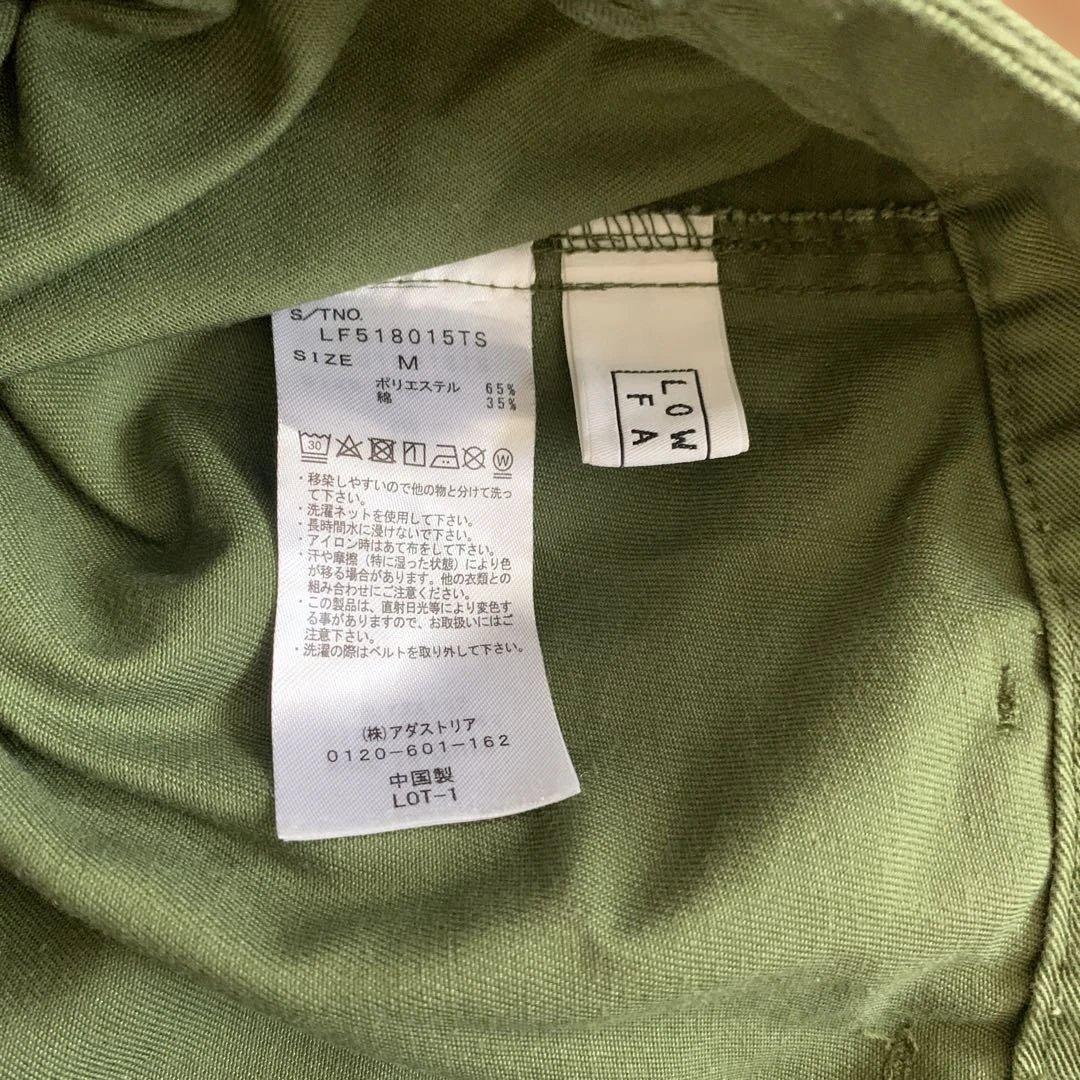 S/TNO.
LF518015TS
SIZE M
ポリエステル 65%
綿 35%
30
W
・移染しやすいので他の物と分けて洗っ
て下さい。
・洗濯ネットを使用して下さい。
・長時間水に浸けないで下さい。
・アイロン時はあて布をして下さい。
・汗や摩擦（特に湿った状態）により色
が移る場合があります。他の衣類との
組み合わせにご注意ください。
・この製品は、直射日光等により変色す
る事がありますので、お取扱いにはご
注意下さい。
・洗濯の際はベルトを取り外して下さい。
(株)アダストリア
0120-601-162
中国製
LOT-1
LOW
FA